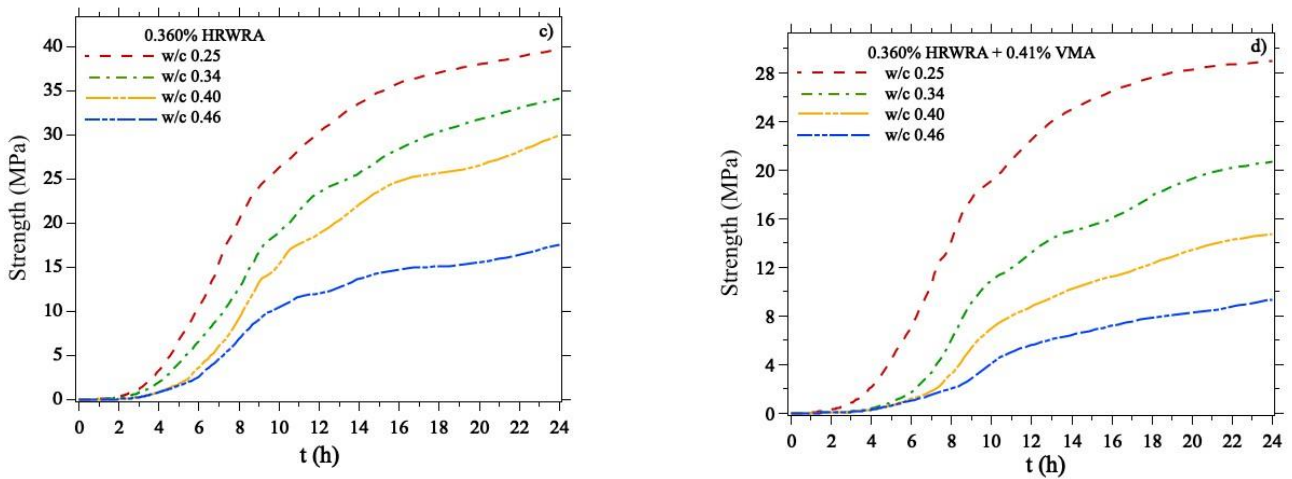 c)
0.360% HRWRA
w/c 0.25
w/c 0.34
w/c 0.40
w/c 0.46
40
35
30
25
20
15
10
5
0
Strength (MPa)
0 2 4 6 8 10 12 14 16 18 20 22 24
t (h)
d)
0.360% HRWRA + 0.41% VMA
w/c 0.25
w/c 0.34
w/c 0.40
w/c 0.46
28
24
20
16
12
8
4
0
Strength (MPa)
0 2 4 6 8 10 12 14 16 18 20 22 24
t (h)